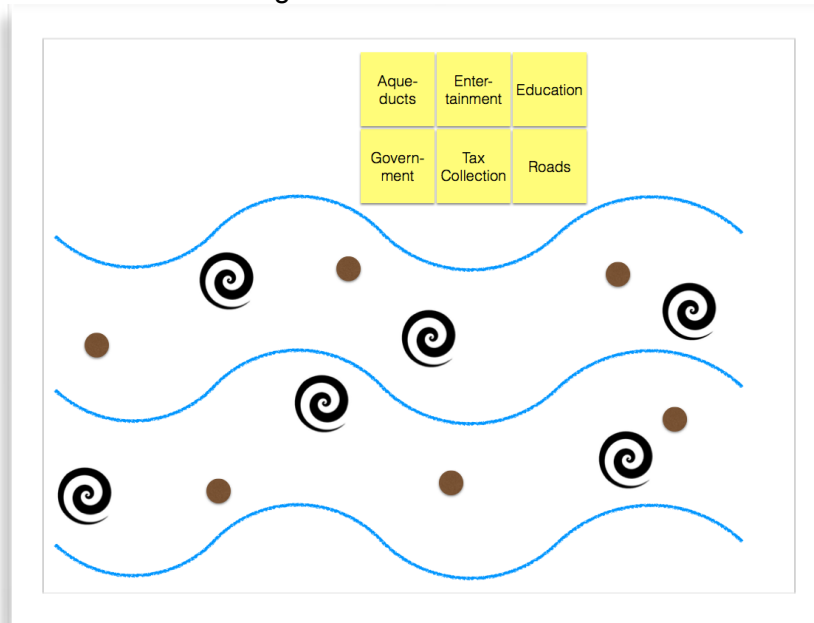 Aque-
ducts
Enter-
tainment
Education
Govern-
ment
Tax
Collection
Roads